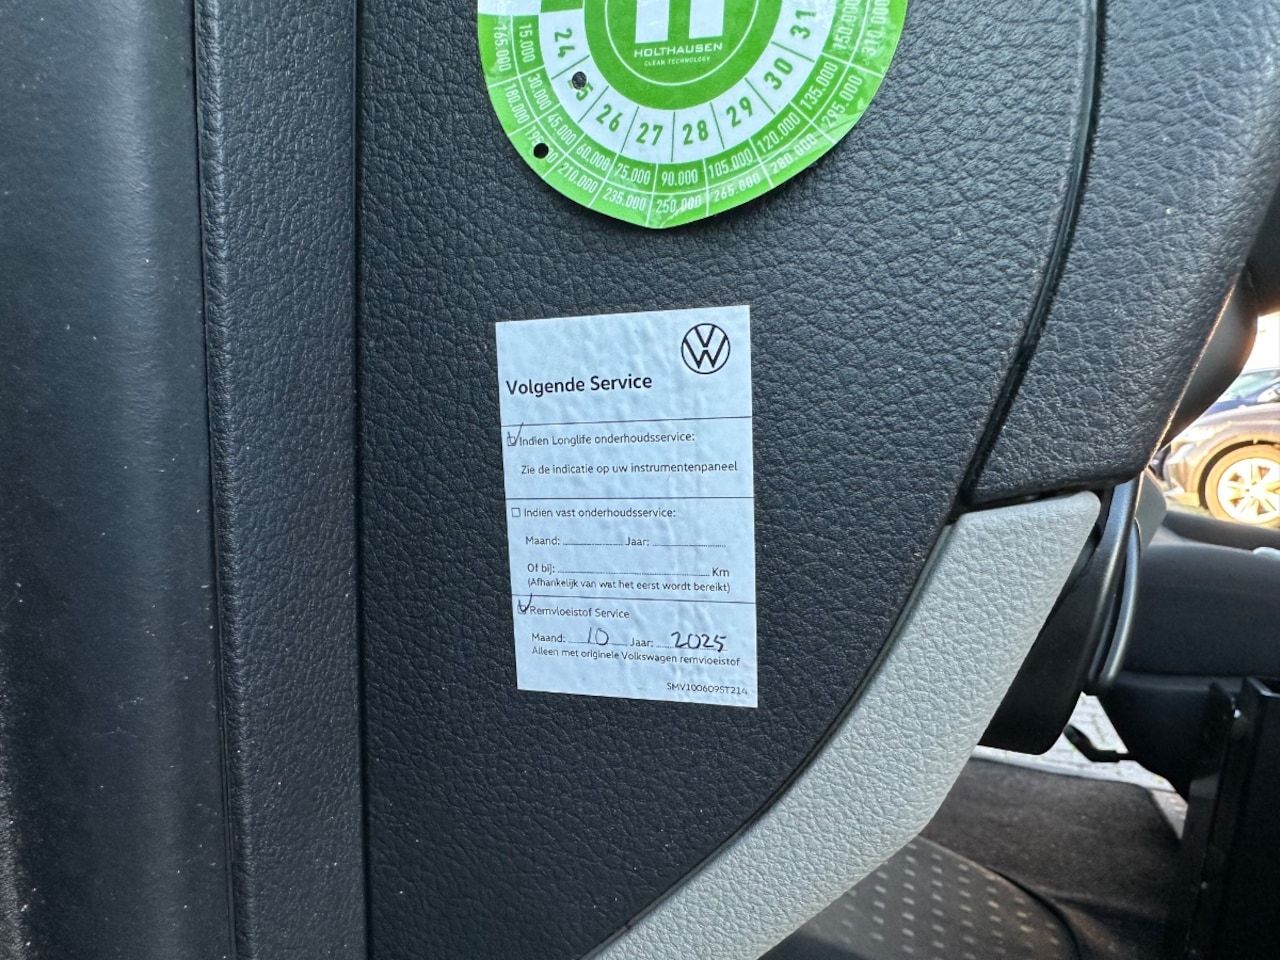 HOLTHAUSEN
CLEAN TECHNOLOGY
24 26 27 28 29 30 31
15.000 30.000 45.000 60.000 75.000 90.000 105.000 120.000 135.000 150.000
165.000 180.000 210.000 235.000 250.000 265.000 280.000 295.000 310.000
Volgende Service
Indien Longlife onderhoudsservice:
Zie de indicatie op uw instrumentenpaneel
Indien vast onderhoudsservice:
Maand: Jaar:
Of bij: Km
(Afhankelijk van wat het eerst wordt bereikt)
Remvloeistof Service
Maand: 10 Jaar: 2025
Alleen met originele Volkswagen remvloeistof
SMV100609ST214